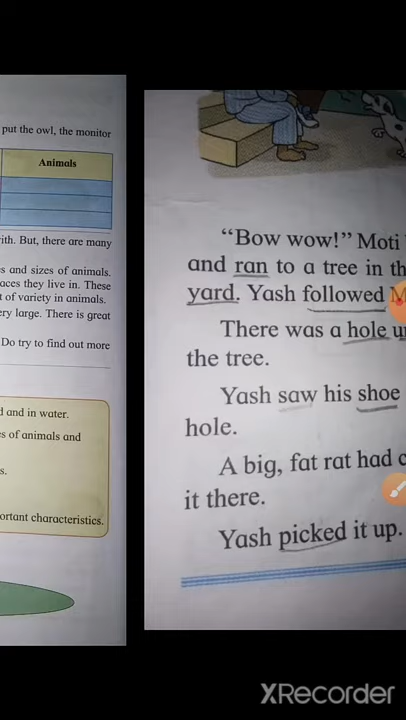 put the owl, the monitor
Animals
ith. But, there are many
s and sizes of animals.
aces they live in. These
t of variety in animals.
ery large. There is great
Do try to find out more
d and in water.
s of animals and
s.
ortant characteristics.
"Bow wow!" Moti
and ran to a tree in th
yard. Yash followed M
There was a hole u
the tree.
Yash saw his shoe
hole.
A big, fat rat had c
it there.
Yash picked it up.
XRecorder